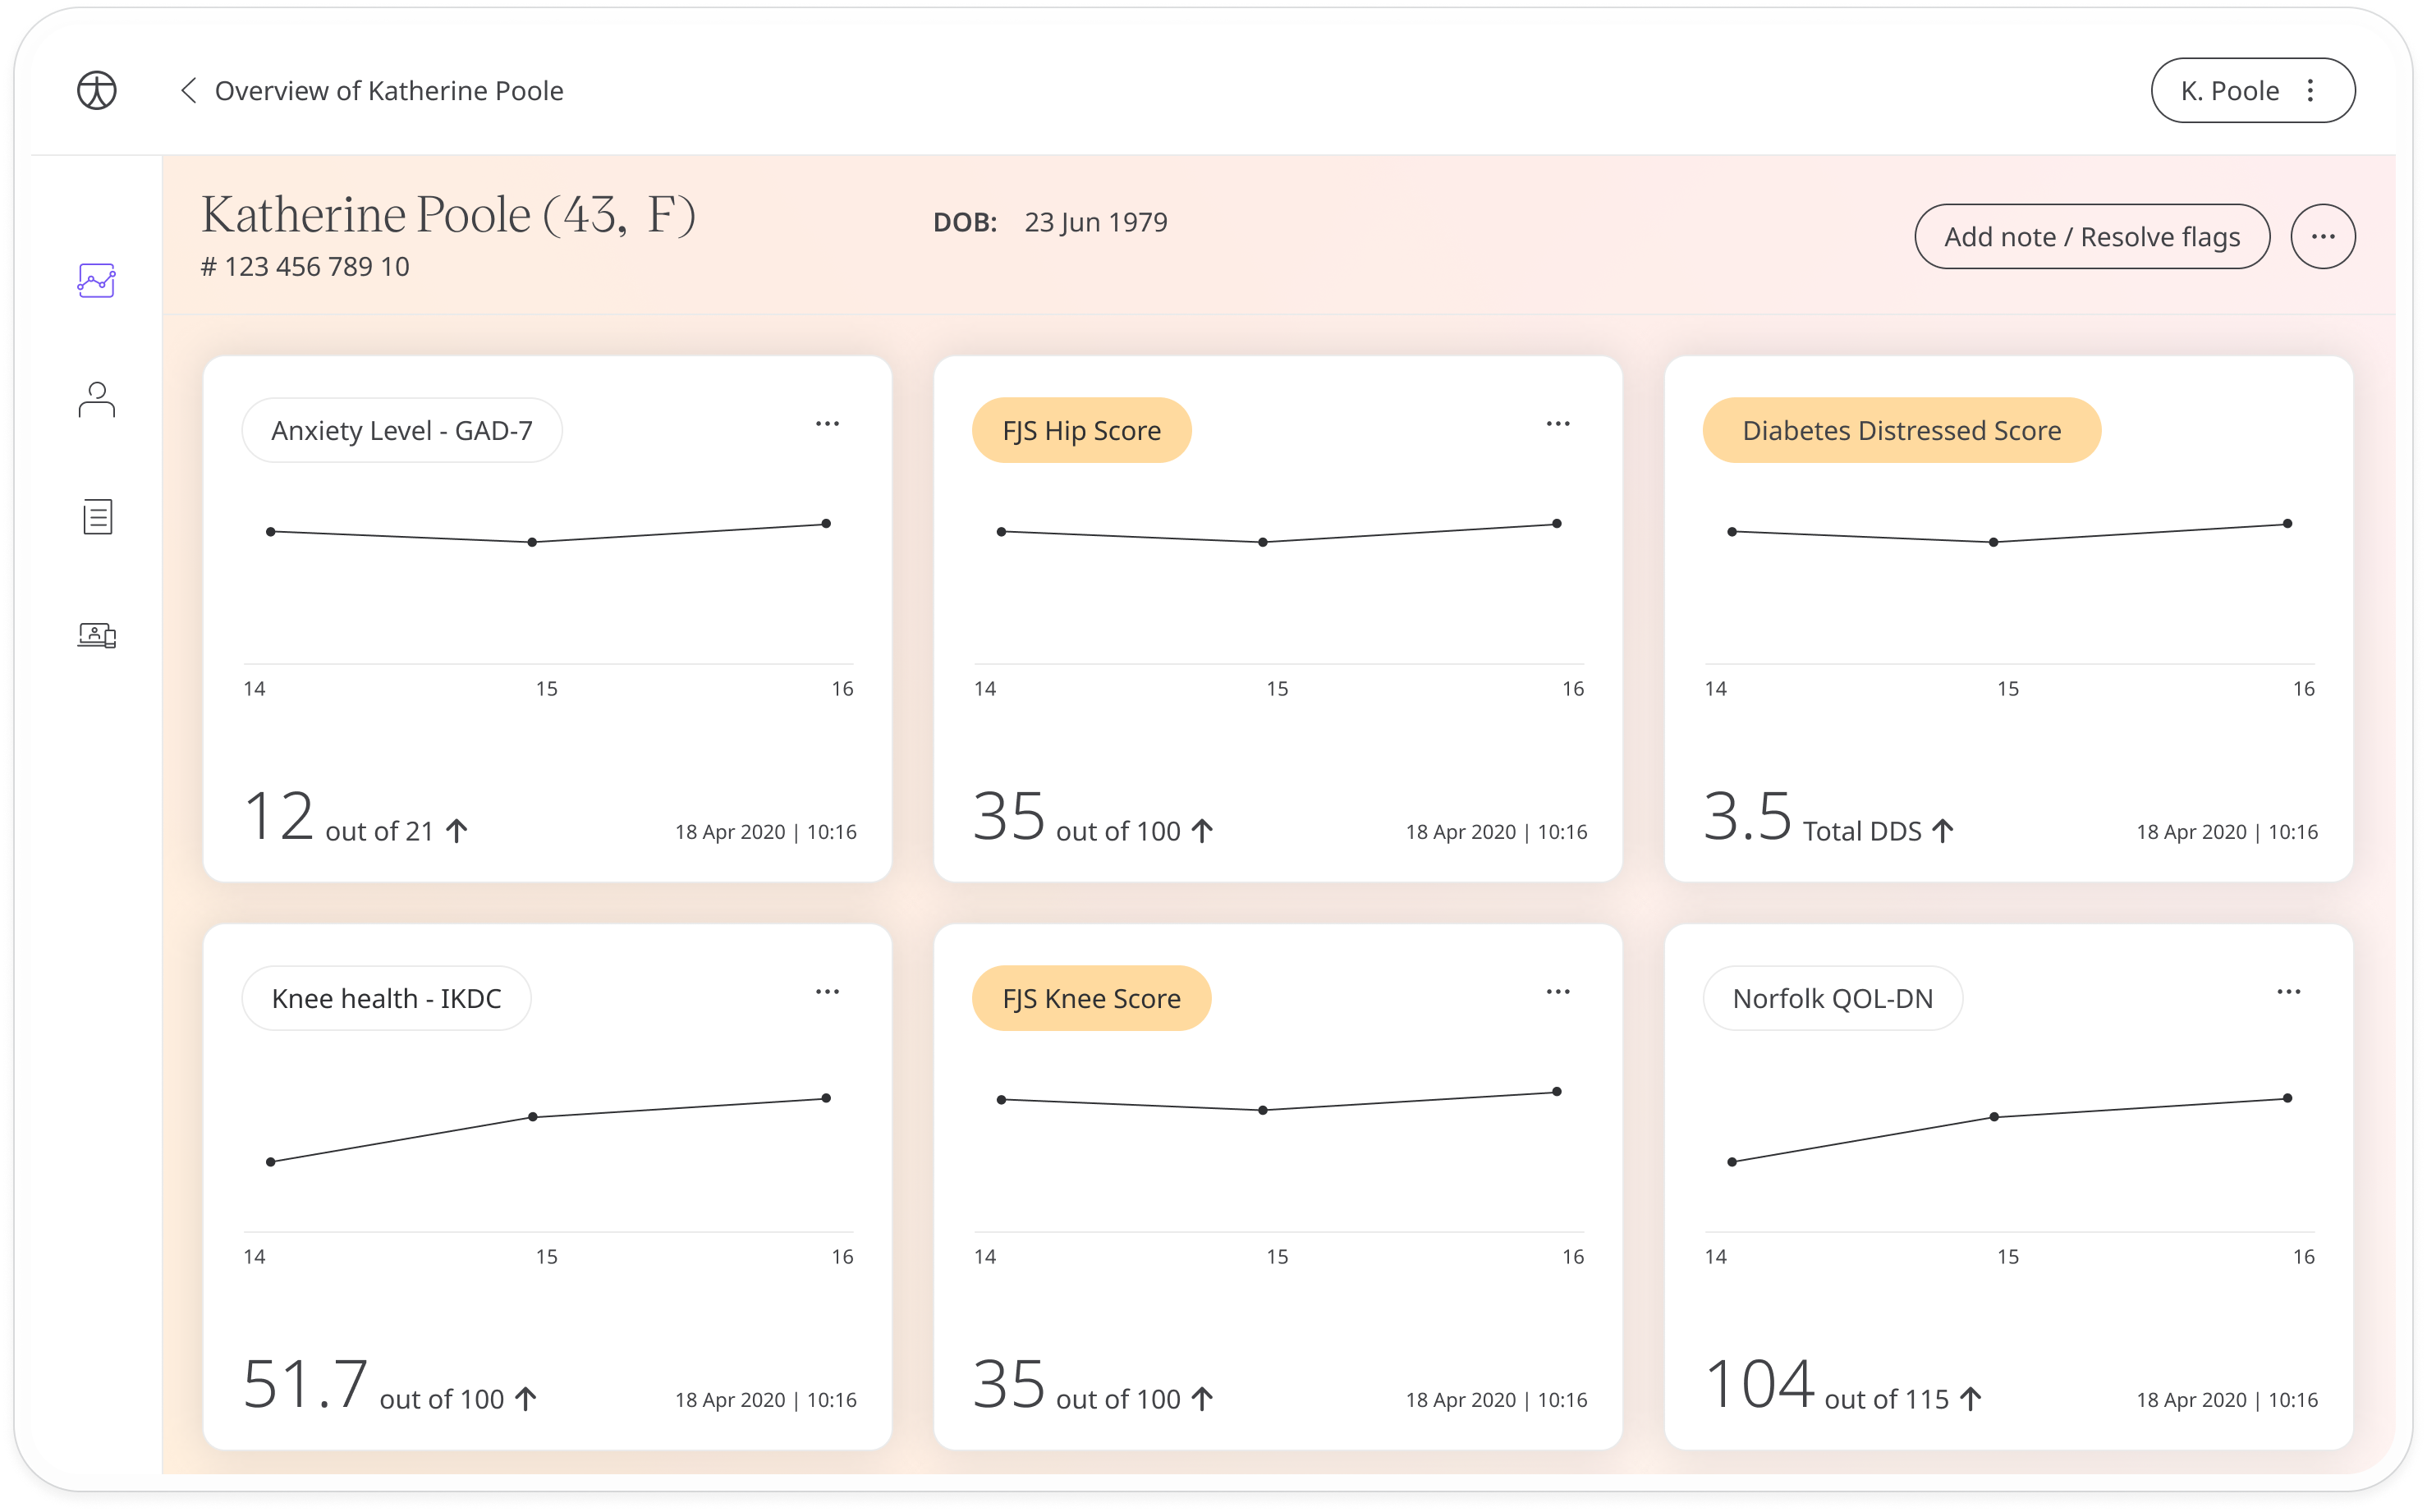 Overview of Katherine Poole
K. Poole
Katherine Poole (43, F)
DOB: 23 Jun 1979
# 123 456 789 10
Add note / Resolve flags
Anxiety Level - GAD-7
14 15 16
12 out of 21 ↑ 18 Apr 2020 | 10:16
FJS Hip Score
14 15 16
35 out of 100 ↑ 18 Apr 2020 | 10:16
Diabetes Distressed Score
14 15 16
3.5 Total DDS ↑ 18 Apr 2020 | 10:16
Knee health - IKDC
14 15 16
51.7 out of 100 ↑ 18 Apr 2020 | 10:16
FJS Knee Score
14 15 16
35 out of 100 ↑ 18 Apr 2020 | 10:16
Norfolk QOL-DN
14 15 16
104 out of 115 ↑ 18 Apr 2020 | 10:16